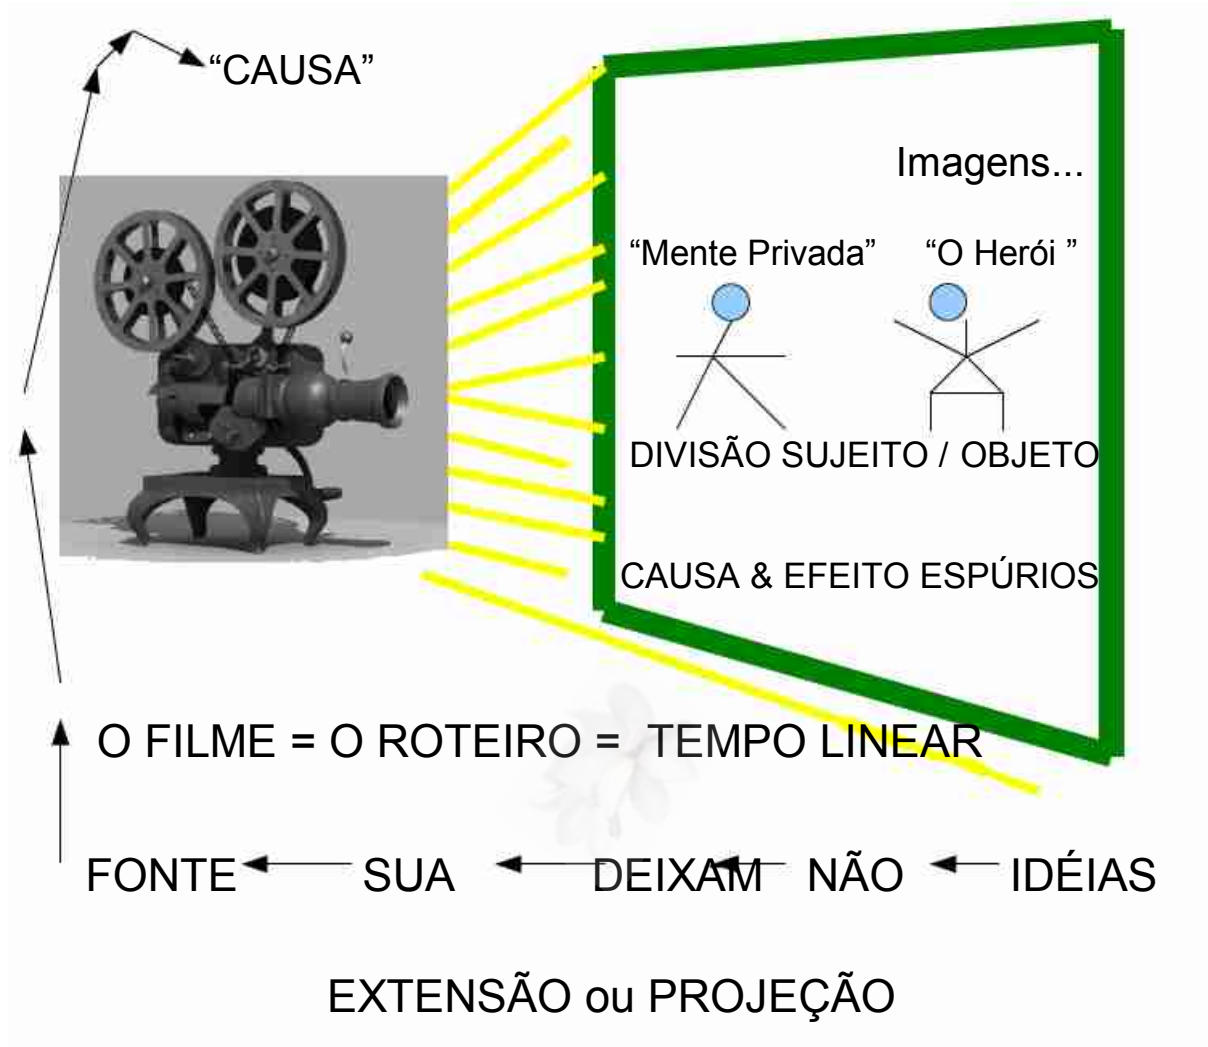 “CAUSA”
Imagens...
“Mente Privada” “O Herói ”
DIVISÃO SUJEITO / OBJETO
CAUSA & EFEITO ESPÚRIOS
O FILME = O ROTEIRO = TEMPO LINEAR
FONTE SUA DEIXAM NÃO IDÉIAS
EXTENSÃO ou PROJEÇÃO